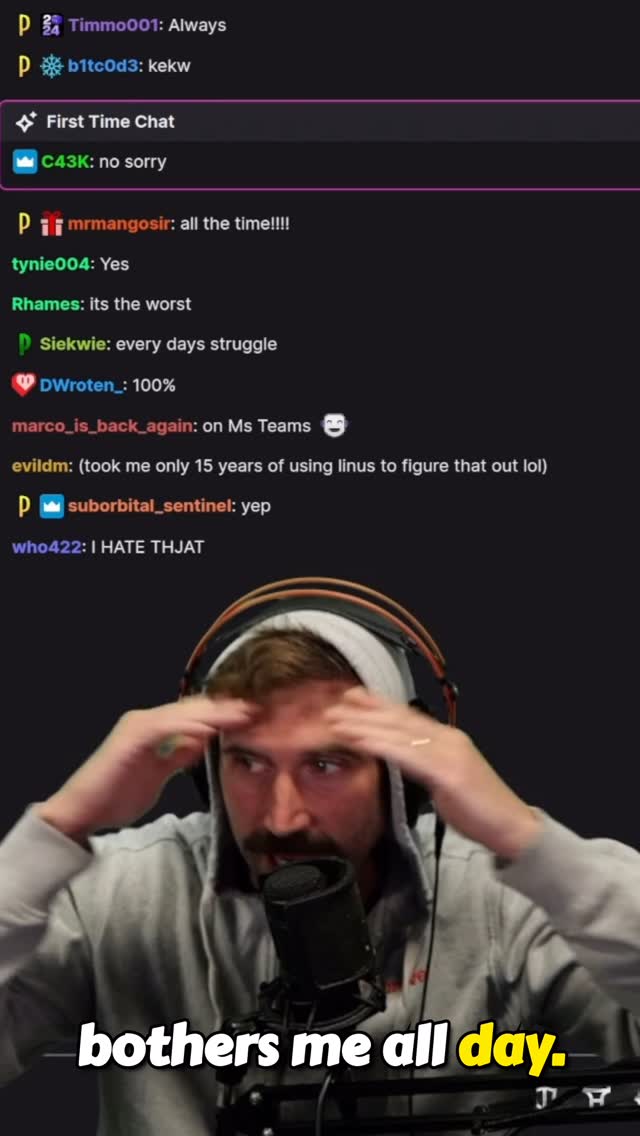 Timmo001: Always
b1tc0d3: kekw
First Time Chat
C43K: no sorry
mrmangosir: all the time!!!!
tynie004: Yes
Rhames: its the worst
Siekwie: every days struggle
DWroten_: 100%
marco_is_back_again: on Ms Teams
evildm: (took me only 15 years of using linus to figure that out lol)
suborbital_sentinel: yep
who422: I HATE THJAT
bothers me all day.